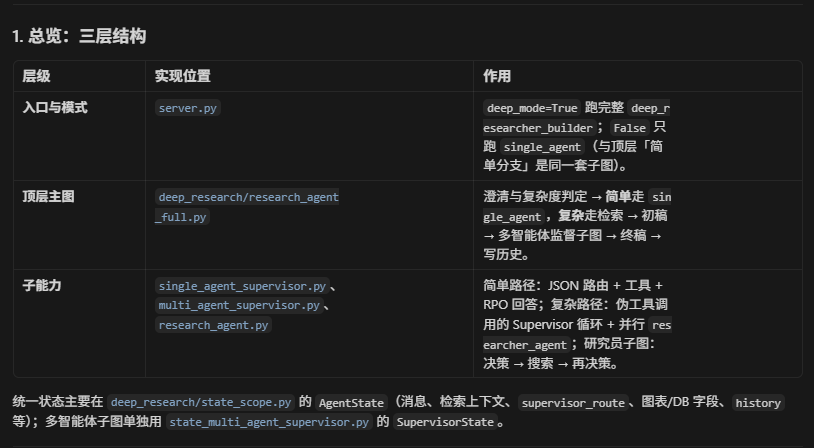 1. 总览：三层结构
层级 实现位置 作用
入口与模式 server.py deep_mode=True 跑完整 deep_r
esearcher_builder； False 只
跑 single_agent（与顶层「简
单分支」是同一套子图）。
顶层主图 deep_research/research_agent 澄清与复杂度判定 → 简单走 sin
_full.py gle_agent，复杂走检索 → 初稿
→ 多智能体监督子图 → 终稿 →
写历史。
子能力 single_agent_supervisor.py、 简单路径：JSON 路由 + 工具 +
multi_agent_supervisor.py、 RPO 回答；复杂路径：伪工具调
research_agent.py 用的 Supervisor 循环 + 并行 res
earcher_agent；研究员子图：
决策 → 搜索 → 再决策。
统一状态主要在 deep_research/state_scope.py 的 AgentState（消息、检索上下文、supervisor_route、图表/DB 字段、history
等）；多智能体子图单独用 state_multi_agent_supervisor.py 的 SupervisorState。